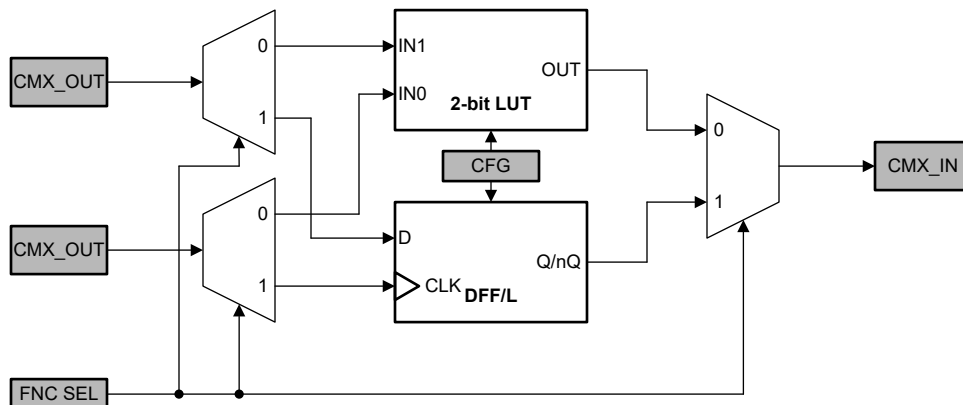 CMX_OUT
0
1
IN1
IN0
OUT
2-bit LUT
CFG
0
1
CMX_IN
CMX_OUT
0
1
D
CLK
Q/nQ
DFF/L
FNC SEL